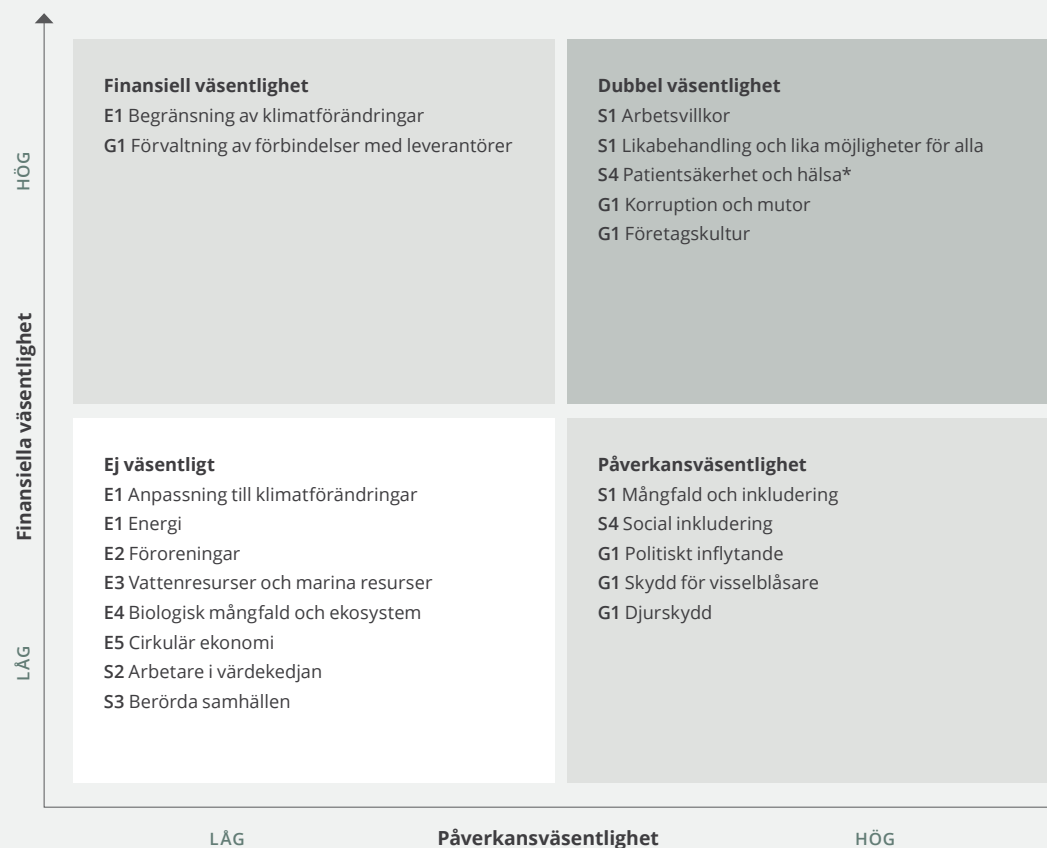 HÖG
Finansiella väsentlighet
LÅG
Finansiell väsentlighet
E1 Begränsning av klimatförändringar
G1 Förvaltning av förbindelser med leverantörer
Dubbel väsentlighet
S1 Arbetsvillkor
S1 Likabehandling och lika möjligheter för alla
S4 Patientsäkerhet och hälsa*
G1 Korruption och mutor
G1 Företagskultur
Ej väsentligt
E1 Anpassning till klimatförändringar
E1 Energi
E2 Föroreningar
E3 Vattenresurser och marina resurser
E4 Biologisk mångfald och ekosystem
E5 Cirkulär ekonomi
S2 Arbetare i värdekedjan
S3 Berörda samhällen
Påverkansväsentlighet
S1 Mångfald och inkludering
S4 Social inkludering
G1 Politiskt inflytande
G1 Skydd för visselblåsare
G1 Djurskydd
LÅG
Påverkansväsentlighet
HÖG